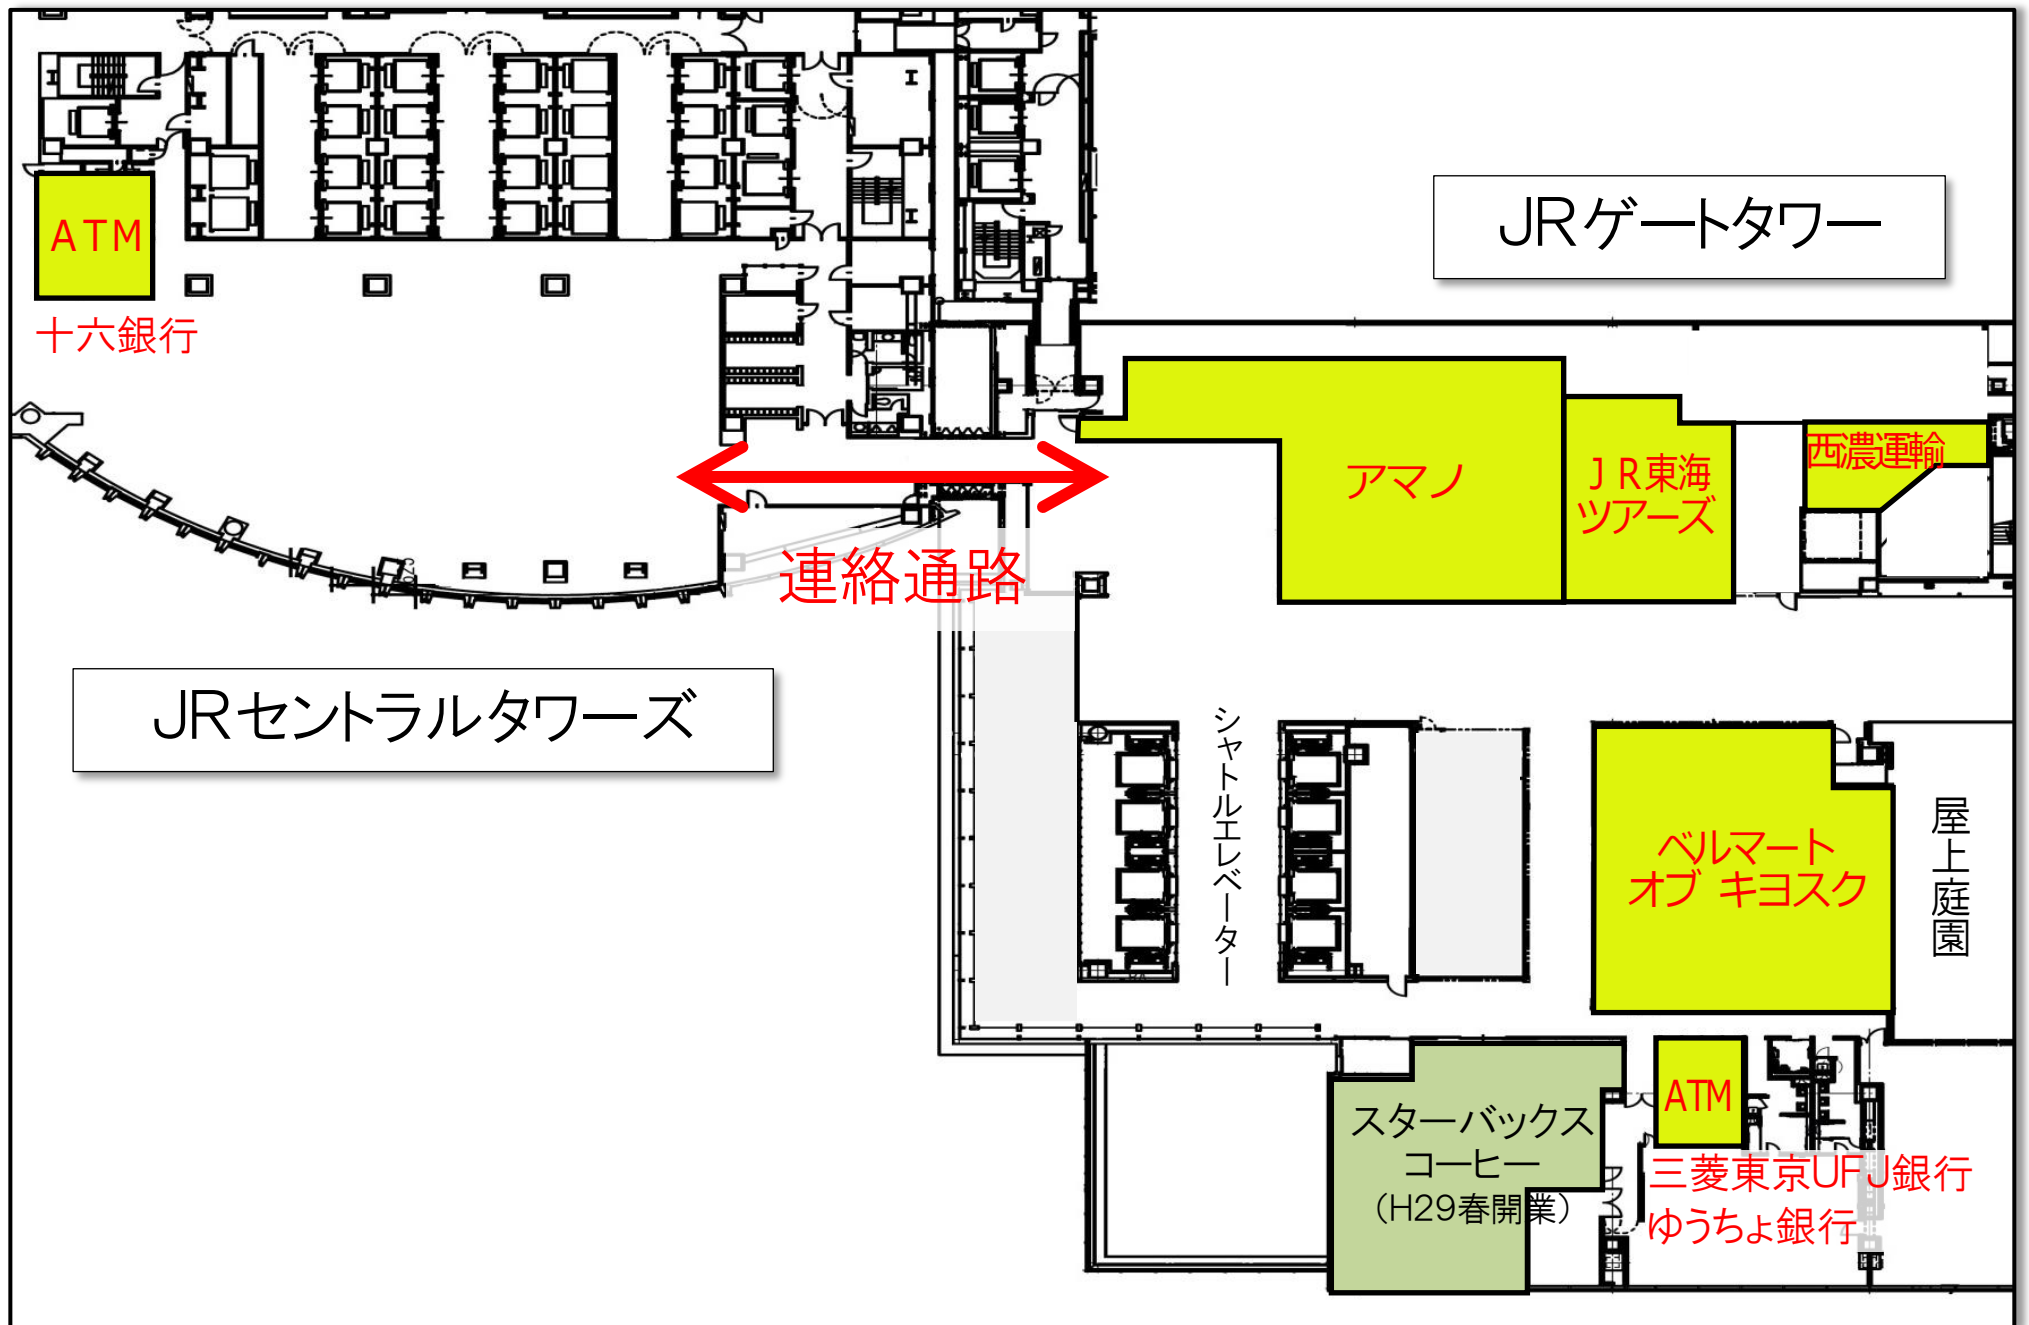 ATM
十六銀行
JRゲートタワー
アマノ
JR東海
ツアーズ
西濃運輸
連絡通路
JRセントラルタワーズ
シャトルエレベーター
ベルマート
オブ キヨスク
屋上庭園
スターバックス
コーヒー
(H29春開業)
ATM
三菱東京UFJ銀行
ゆうちょ銀行